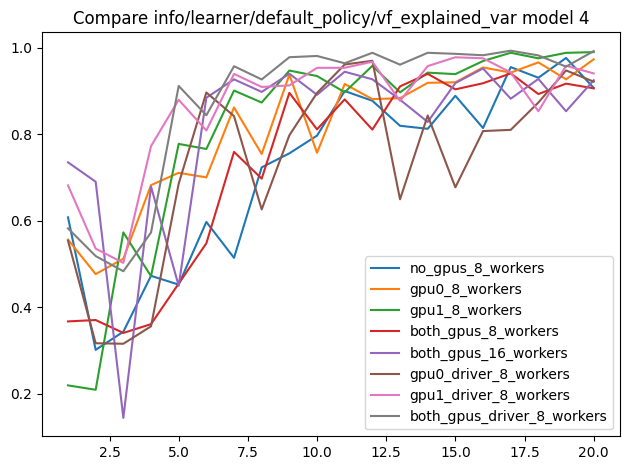 Compare info/learner/default_policy/vf_explained_var model 4
1.0
0.8
0.6
0.4
0.2
no_gpus_8_workers
gpu0_8_workers
gpu1_8_workers
both_gpus_8_workers
both_gpus_16_workers
gpu0_driver_8_workers
gpu1_driver_8_workers
both_gpus_driver_8_workers
2.5 5.0 7.5 10.0 12.5 15.0 17.5 20.0